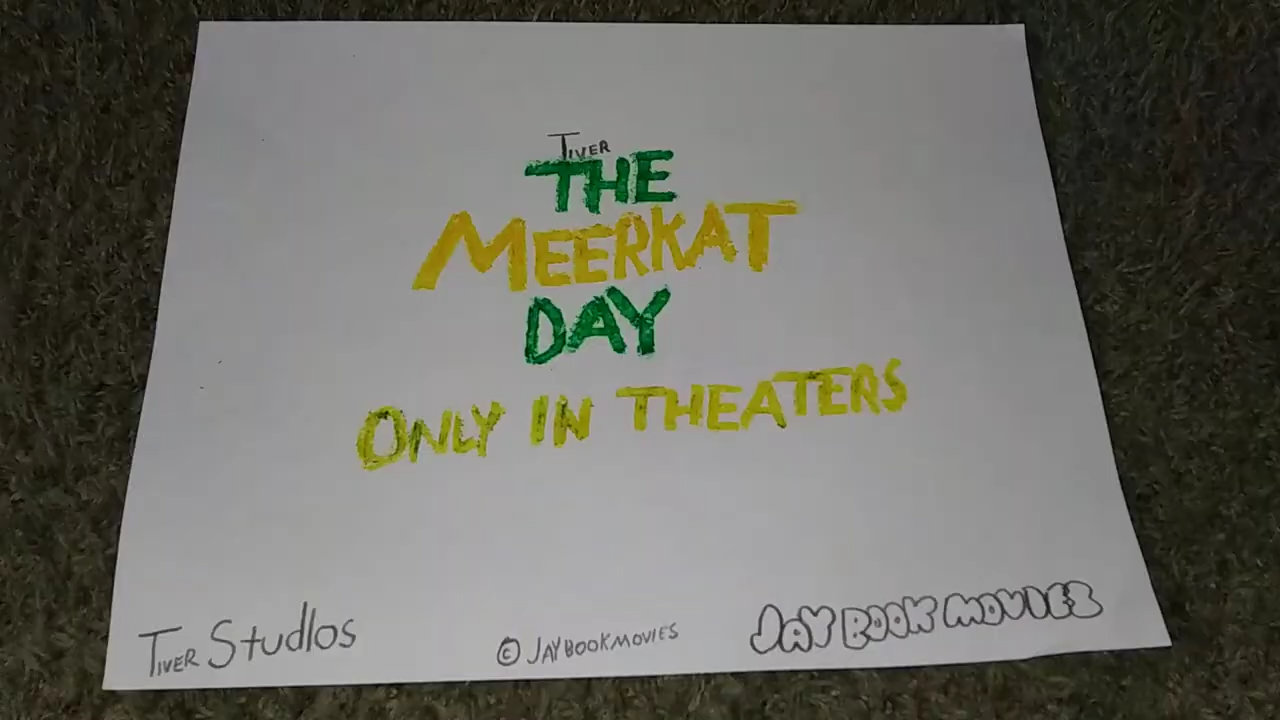 TIVER
THE
MEERKAT
DAY
ONLY IN THEATERS
TIVER StudIos
© JAYBOOKMOVIES
JAY BOOK MOVIES